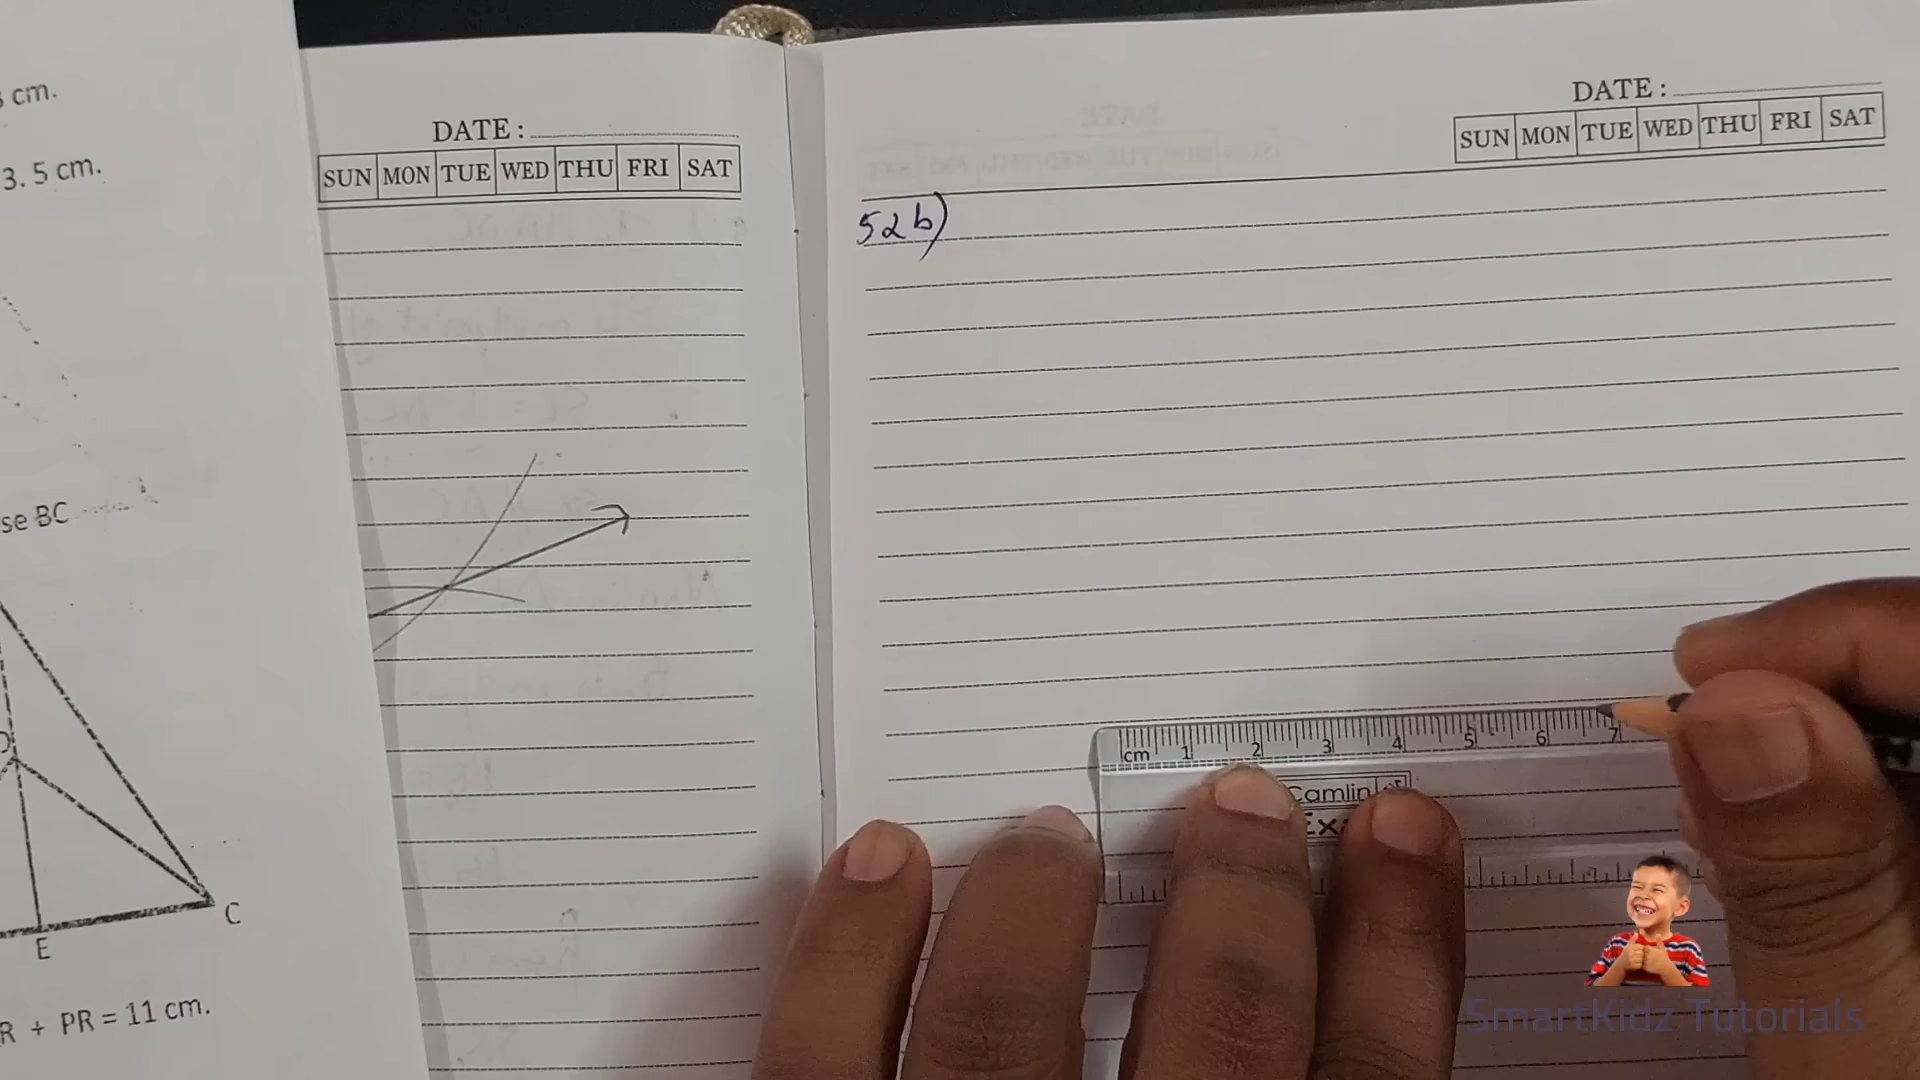 cm.
3. 5 cm.
se BC
E
C
R + PR = 11 cm.
DATE :
SUN MON TUE WED THU FRI SAT
DATE :
SUN MON TUE WED THU FRI SAT
52b)
cm 1 2 3 4 5 6 7
Camlin
Ex
SmartKidz Tutorials